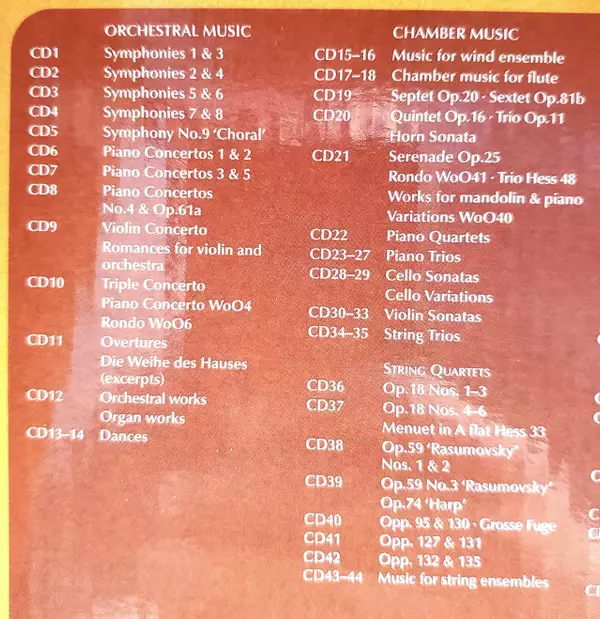 ORCHESTRAL MUSIC
CD1 Symphonies 1 & 3
CD2 Symphonies 2 & 4
CD3 Symphonies 5 & 6
CD4 Symphonies 7 & 8
CD5 Symphony No.9 'Choral'
CD6 Piano Concertos 1 & 2
CD7 Piano Concertos 3 & 5
CD8 Piano Concertos
No.4 & Op.61a
CD9 Violin Concerto
Romances for violin and
orchestra
CD10 Triple Concerto
Piano Concerto WoO4
Rondo WoO6
CD11 Overtures
Die Weihe des Hauses
(excerpts)
CD12 Orchestral works
Organ works
CD13–14 Dances
CHAMBER MUSIC
CD15–16 Music for wind ensemble
CD17–18 Chamber music for flute
CD19 Septet Op.20 · Sextet Op.81b
CD20 Quintet Op.16 · Trio Op.11
Horn Sonata
CD21 Serenade Op.25
Rondo WoO41 · Trio Hess 48
Works for mandolin & piano
Variations WoO40
CD22 Piano Quartets
CD23–27 Piano Trios
CD28–29 Cello Sonatas
Cello Variations
CD30–33 Violin Sonatas
CD34–35 String Trios
STRING QUARTETS
CD36 Op.18 Nos. 1–3
CD37 Op.18 Nos. 4–6
Menuet in A flat Hess 33
CD38 Op.59 'Rasumovsky'
Nos. 1 & 2
CD39 Op.59 No.3 'Rasumovsky'
Op.74 'Harp'
CD40 Opp. 95 & 130 · Grosse Fuge
CD41 Opp. 127 & 131
CD42 Opp. 132 & 135
CD43–44 Music for string ensembles